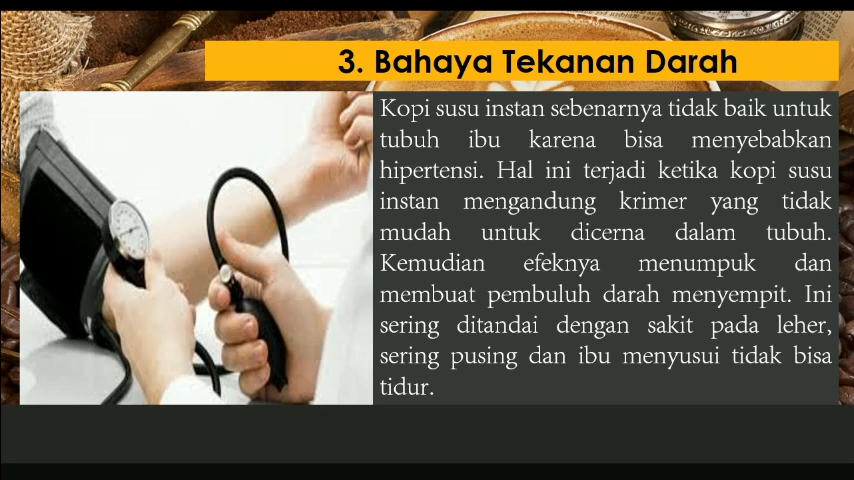 3. Bahaya Tekanan Darah
Kopi susu instan sebenarnya tidak baik untuk
tubuh ibu karena bisa menyebabkan
hipertensi. Hal ini terjadi ketika kopi susu
instan mengandung krimer yang tidak
mudah untuk dicerna dalam tubuh.
Kemudian efeknya menumpuk dan
membuat pembuluh darah menyempit. Ini
sering ditandai dengan sakit pada leher,
sering pusing dan ibu menyusui tidak bisa
tidur.